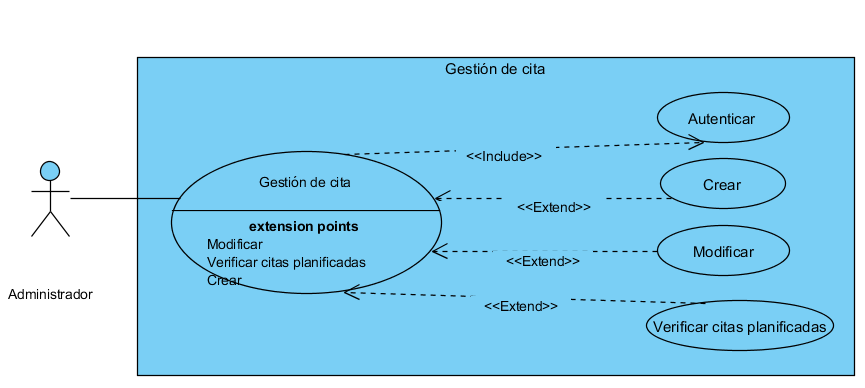 Gestión de cita
Autenticar
<<Include>>
Gestión de cita
Crear
<<Extend>>
extension points
Modificar
Verificar citas planificadas
Crear
Modificar
<<Extend>>
Administrador
<<Extend>>
Verificar citas planificadas